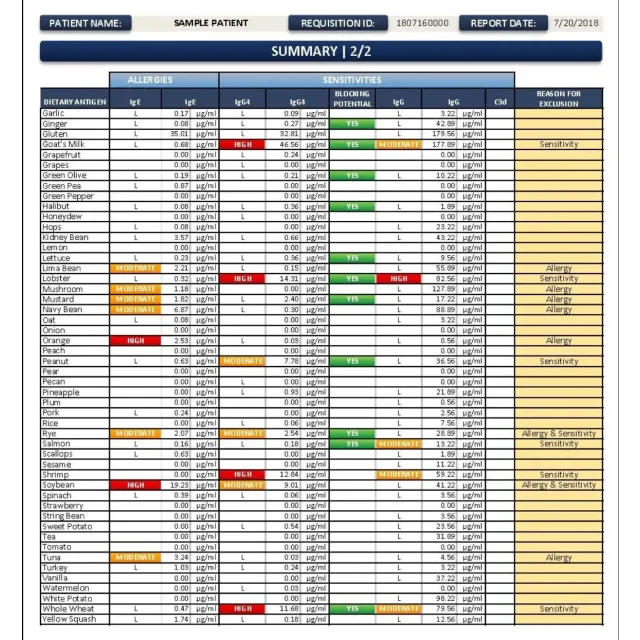 PATIENT NAME: SAMPLE PATIENT REQUISITION ID: 1807160000 REPORT DATE: 7/20/2018
SUMMARY | 2/2
ALLERGIES SENSITIVITIES
DIETARY ANTIGEN IgE IgE IgG4 IgG4 BLOCKING POTENTIAL IgG IgG C3d REASON FOR EXCLUSION
Garlic L 0.17 µg/ml L 0.09 µg/ml L 3.22 µg/ml
Ginger L 0.08 µg/ml L 0.27 µg/ml YES L 42.89 µg/ml
Gluten L 35.01 µg/ml L 32.81 µg/ml L 179.56 µg/ml
Goat's Milk L 0.68 µg/ml HIGH 46.56 µg/ml YES MODERATE 177.89 µg/ml Sensitivity
Grapefruit 0.00 µg/ml L 0.24 µg/ml 0.00 µg/ml
Grapes 0.00 µg/ml L 0.00 µg/ml 0.00 µg/ml
Green Olive L 0.19 µg/ml L 0.21 µg/ml YES L 10.22 µg/ml
Green Pea L 0.87 µg/ml 0.00 µg/ml 0.00 µg/ml
Green Pepper 0.00 µg/ml 0.00 µg/ml 0.00 µg/ml
Halibut L 0.08 µg/ml L 0.36 µg/ml YES L 1.89 µg/ml
Honeydew 0.00 µg/ml L 0.00 µg/ml 0.00 µg/ml
Hops L 0.08 µg/ml 0.00 µg/ml L 23.22 µg/ml
Kidney Bean L 3.57 µg/ml L 0.66 µg/ml L 43.22 µg/ml
Lemon 0.00 µg/ml 0.00 µg/ml 0.00 µg/ml
Lettuce L 0.23 µg/ml L 0.36 µg/ml YES L 9.56 µg/ml
Lima Bean MODERATE 2.21 µg/ml L 0.15 µg/ml L 55.89 µg/ml Allergy
Lobster L 0.32 µg/ml HIGH 14.31 µg/ml YES HIGH 82.56 µg/ml Sensitivity
Mushroom MODERATE 1.18 µg/ml 0.00 µg/ml L 127.89 µg/ml Allergy
Mustard MODERATE 1.82 µg/ml L 2.40 µg/ml YES L 17.22 µg/ml Allergy
Navy Bean MODERATE 6.87 µg/ml L 0.30 µg/ml L 88.89 µg/ml Allergy
Oat L 0.08 µg/ml 0.00 µg/ml L 3.22 µg/ml
Onion 0.00 µg/ml 0.00 µg/ml 0.00 µg/ml
Orange HIGH 2.53 µg/ml L 0.03 µg/ml L 0.56 µg/ml Allergy
Peach 0.00 µg/ml 0.00 µg/ml 0.00 µg/ml
Peanut L 0.63 µg/ml MODERATE 7.78 µg/ml YES L 36.56 µg/ml Sensitivity
Pear 0.00 µg/ml 0.00 µg/ml 0.00 µg/ml
Pecan 0.00 µg/ml L 0.00 µg/ml 0.00 µg/ml
Pineapple 0.00 µg/ml L 0.93 µg/ml L 21.89 µg/ml
Plum 0.00 µg/ml 0.00 µg/ml L 0.56 µg/ml
Pork L 0.24 µg/ml 0.00 µg/ml L 2.56 µg/ml
Rice 0.00 µg/ml L 0.06 µg/ml L 7.56 µg/ml
Rye MODERATE 2.07 µg/ml MODERATE 2.54 µg/ml YES L 28.89 µg/ml Allergy & Sensitivity
Salmon L 0.16 µg/ml L 0.18 µg/ml YES MODERATE 13.22 µg/ml Sensitivity
Scallops L 0.63 µg/ml 0.00 µg/ml L 1.89 µg/ml
Sesame 0.00 µg/ml 0.00 µg/ml L 11.22 µg/ml
Shrimp 0.00 µg/ml HIGH 12.84 µg/ml MODERATE 59.22 µg/ml Sensitivity
Soybean HIGH 19.23 µg/ml MODERATE 9.01 µg/ml L 41.22 µg/ml Allergy & Sensitivity
Spinach L 0.39 µg/ml L 0.06 µg/ml L 3.56 µg/ml
Strawberry 0.00 µg/ml 0.00 µg/ml 0.00 µg/ml
String Bean 0.00 µg/ml 0.00 µg/ml L 3.56 µg/ml
Sweet Potato 0.00 µg/ml L 0.54 µg/ml L 23.56 µg/ml
Tea 0.00 µg/ml 0.00 µg/ml L 31.89 µg/ml
Tomato 0.00 µg/ml 0.00 µg/ml 0.00 µg/ml
Tuna MODERATE 3.24 µg/ml L 0.03 µg/ml L 4.56 µg/ml Allergy
Turkey L 1.03 µg/ml L 0.24 µg/ml L 3.22 µg/ml
Vanilla 0.00 µg/ml 0.00 µg/ml L 37.22 µg/ml
Watermelon 0.00 µg/ml L 0.03 µg/ml 0.00 µg/ml
White Potato 0.00 µg/ml 0.00 µg/ml L 98.22 µg/ml
Whole Wheat L 0.47 µg/ml HIGH 11.68 µg/ml YES MODERATE 79.56 µg/ml Sensitivity
Yellow Squash L 1.74 µg/ml L 0.18 µg/ml L 12.56 µg/ml